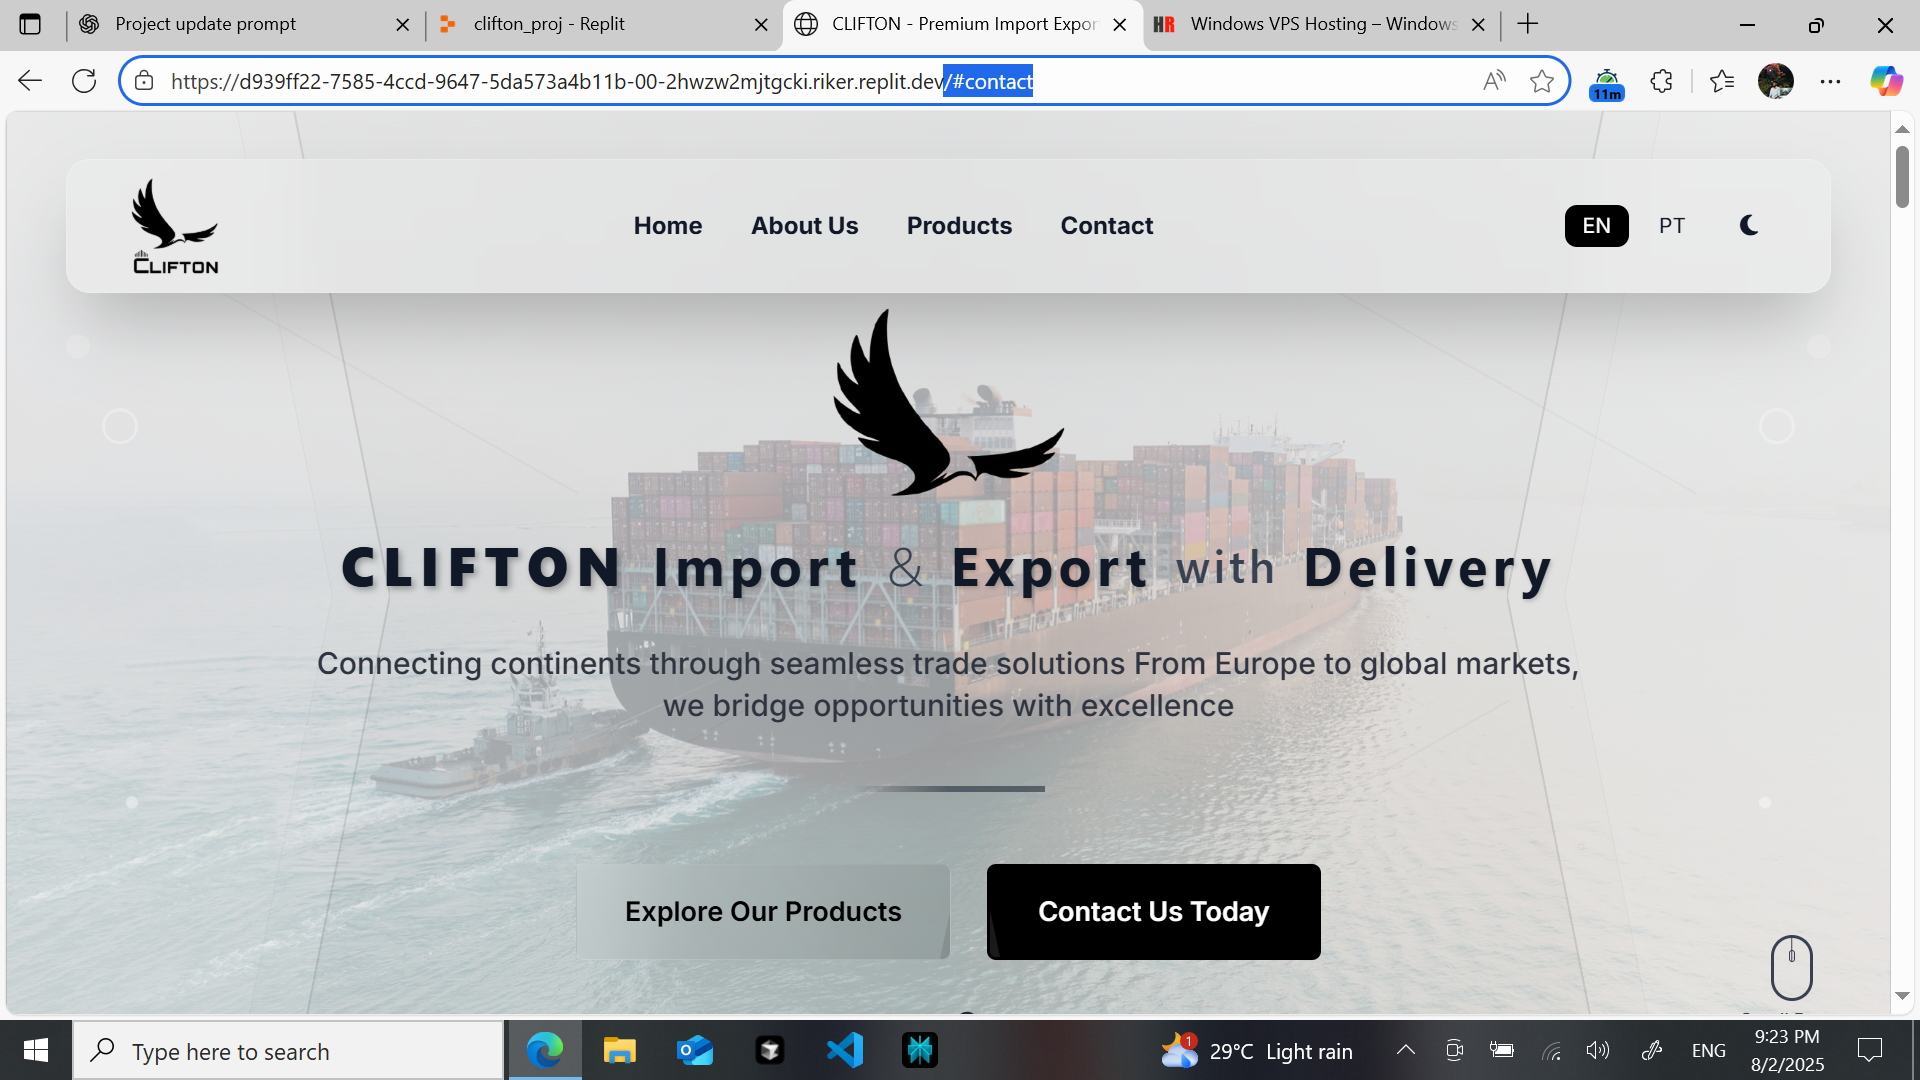 Project update prompt
clifton_proj - Replit
CLIFTON - Premium Import Expor
Windows VPS Hosting – Windows
https://d939ff22-7585-4ccd-9647-5da573a4b11b-00-2hwzw2mjtgcki.riker.replit.dev/#contact
11m
CLIFTON
Home
About Us
Products
Contact
EN
PT
CLIFTON Import & Export with Delivery
Connecting continents through seamless trade solutions From Europe to global markets,
we bridge opportunities with excellence
Explore Our Products
Contact Us Today
Type here to search
1
29°C Light rain
ENG
9:23 PM
8/2/2025